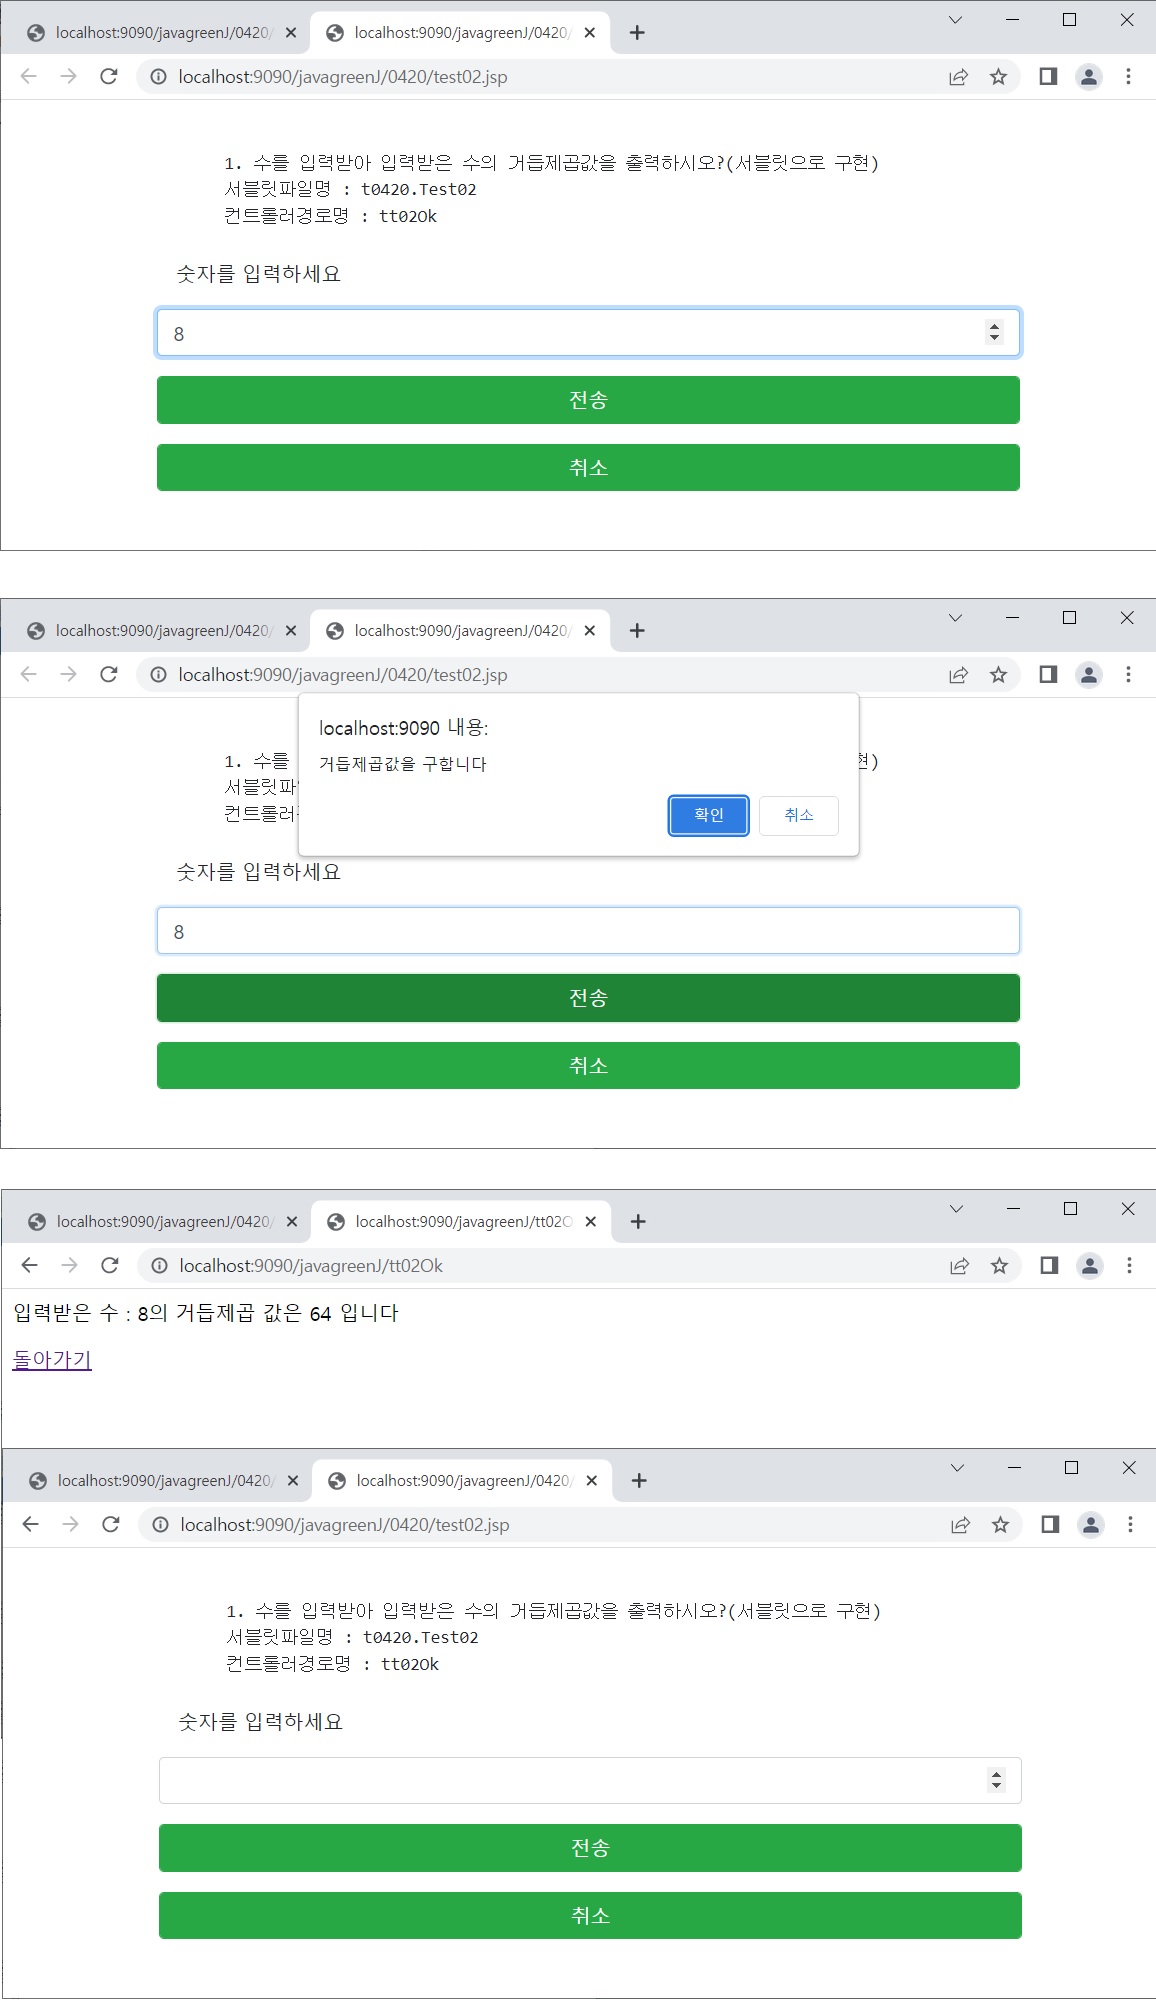 localhost:9090/javagreenJ/0420/ localhost:9090/javagreenJ/0420/
localhost:9090/javagreenJ/0420/test02.jsp
1. 수를 입력받아 입력받은 수의 거듭제곱값을 출력하시오?(서블릿으로 구현)
서블릿파일명 : t0420.Test02
컨트롤러경로명 : tt02Ok
숫자를 입력하세요
8
전송
취소
localhost:9090/javagreenJ/0420/ localhost:9090/javagreenJ/0420/
localhost:9090/javagreenJ/0420/test02.jsp
localhost:9090 내용:
1. 수를 현)
거듭제곱값을 구합니다
서블릿파
컨트롤러
확인 취소
숫자를 입력하세요
8
전송
취소
localhost:9090/javagreenJ/0420/ localhost:9090/javagreenJ/tt02O
localhost:9090/javagreenJ/tt02Ok
입력받은 수 : 8의 거듭제곱 값은 64 입니다
돌아가기
localhost:9090/javagreenJ/0420/ localhost:9090/javagreenJ/0420/
localhost:9090/javagreenJ/0420/test02.jsp
1. 수를 입력받아 입력받은 수의 거듭제곱값을 출력하시오?(서블릿으로 구현)
서블릿파일명 : t0420.Test02
컨트롤러경로명 : tt02Ok
숫자를 입력하세요
전송
취소